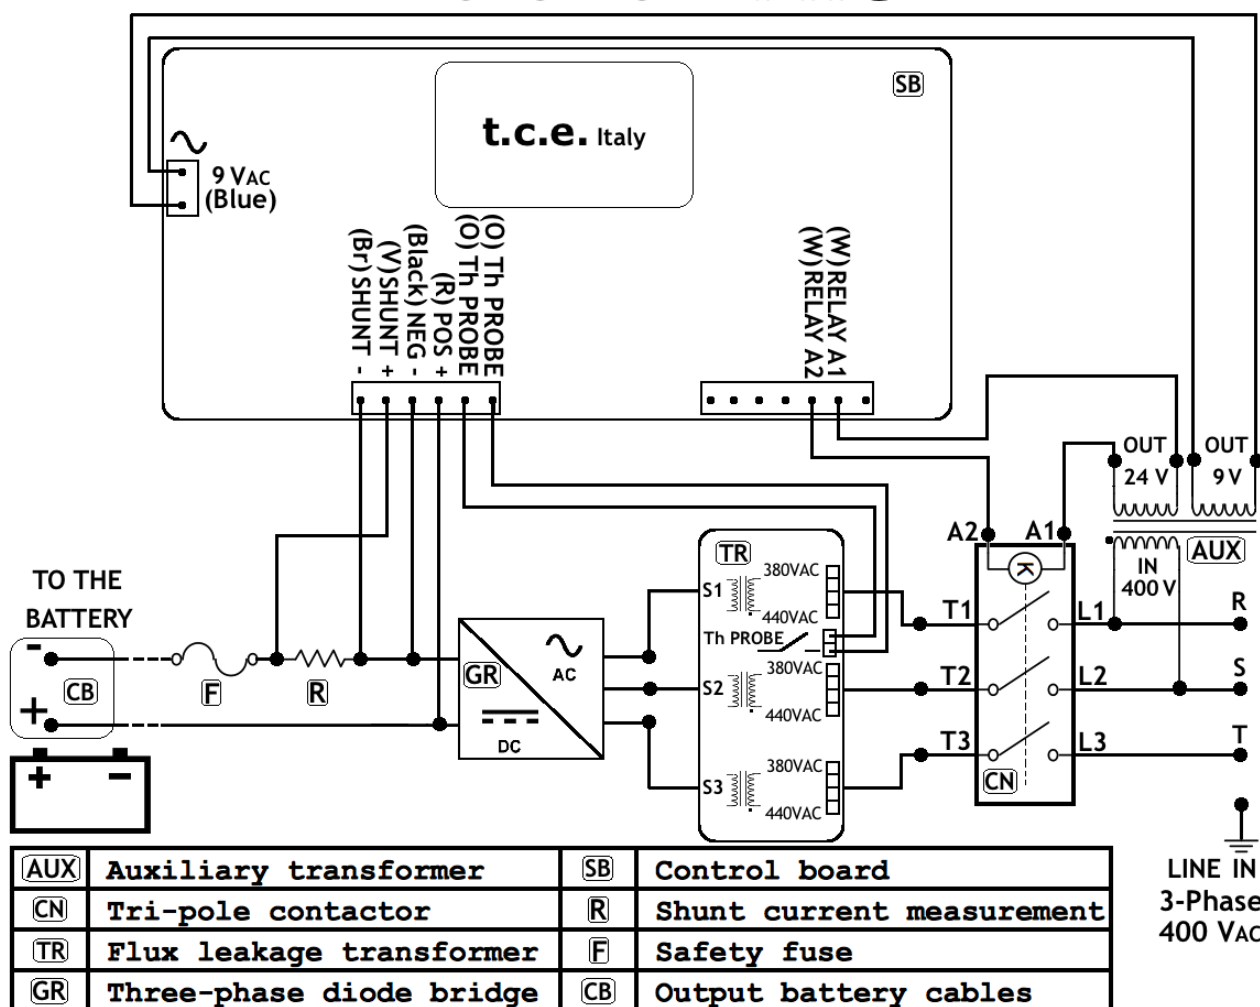 SB
t.c.e. Italy
9 VAC
(Blue)
(Br) SHUNT -
(V) SHUNT +
(Black) NEG -
(R) POS +
(O) Th PROBE
(O) Th PROBE
(W) RELAY A2
(W) RELAY A1
OUT
24 V
OUT
9 V
A2
A1
K
AUX
IN
400 V
TR
S1
380VAC
440VAC
Th PROBE
S2
380VAC
440VAC
S3
380VAC
440VAC
T1
T2
T3
L1
L2
L3
CN
R
S
T
TO THE
BATTERY
-
+
CB
F
R
GR
AC
DC
+ -
LINE IN
3-Phase
400 VAC
AUX Auxiliary transformer SB Control board
CN Tri-pole contactor R Shunt current measurement
TR Flux leakage transformer F Safety fuse
GR Three-phase diode bridge CB Output battery cables